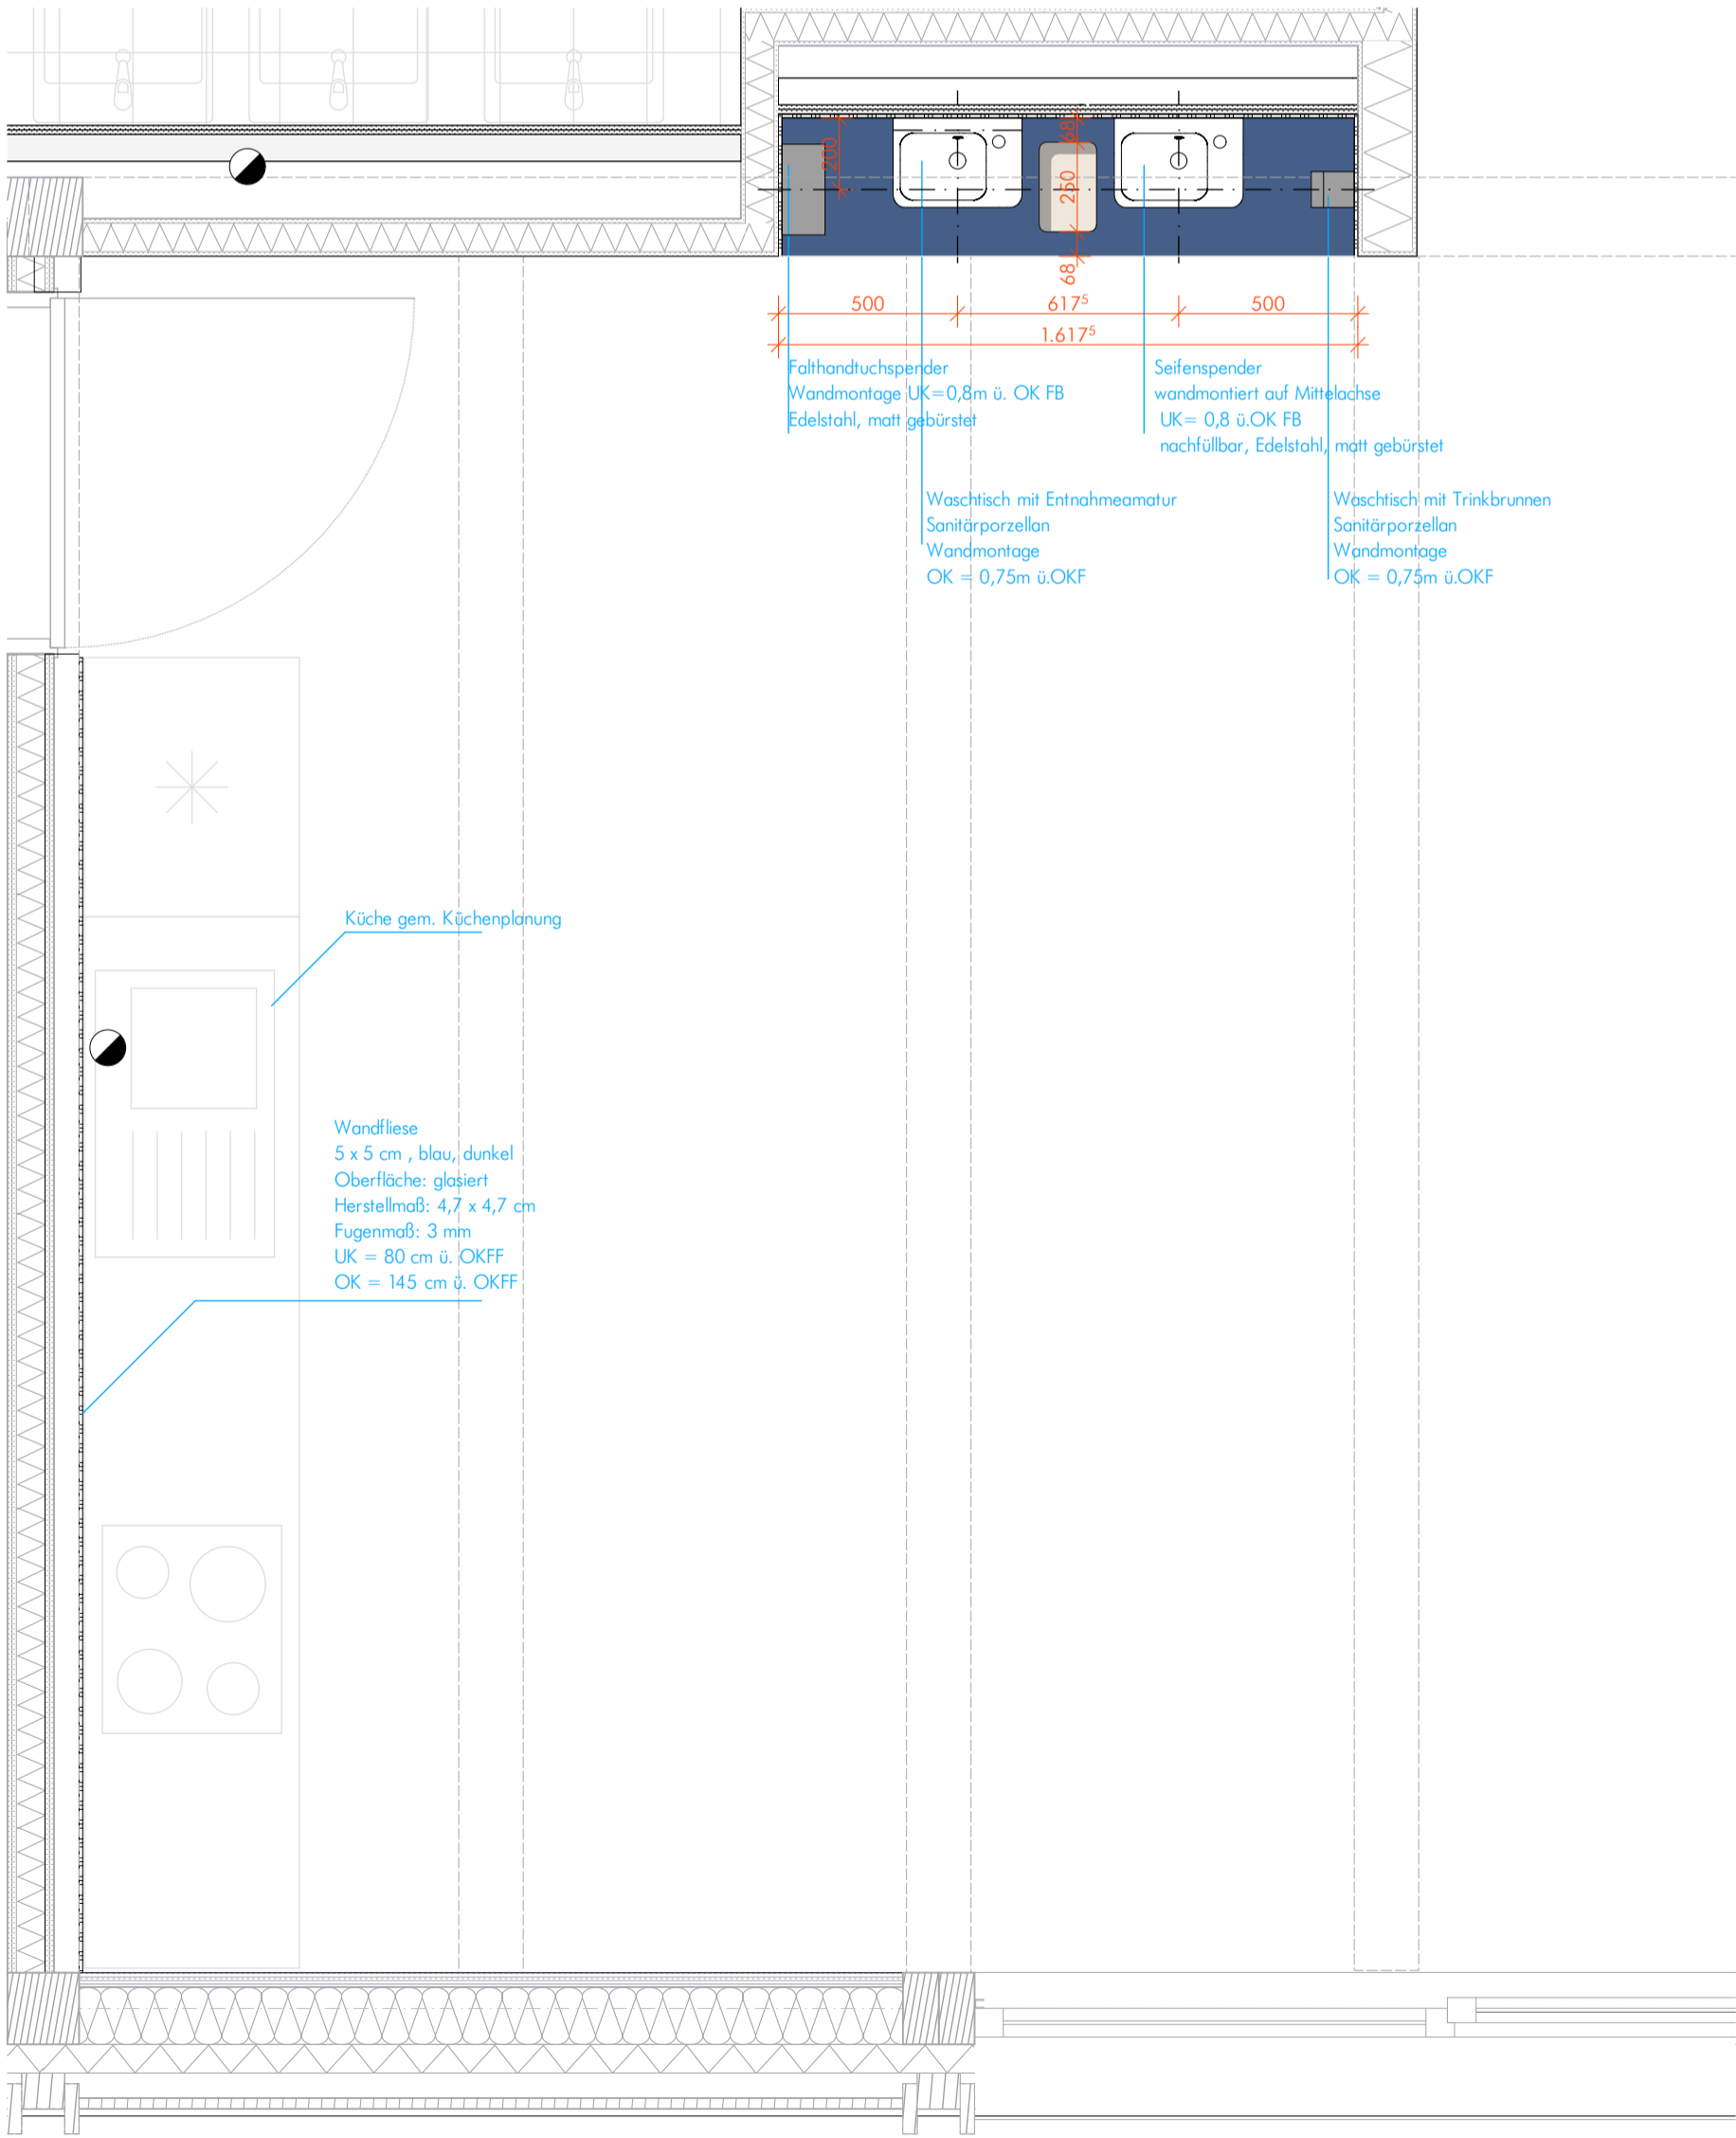 200
68
250
68
500
617⁵
500
1.617⁵
Falthandtuchspender
Wandmontage UK=0,8m ü. OK FB
Edelstahl, matt gebürstet
Seifenspender
wandmontiert auf Mittelachse
UK= 0,8 ü.OK FB
nachfüllbar, Edelstahl, matt gebürstet
Waschtisch mit Entnahmeamatur
Sanitärporzellan
Wandmontage
OK = 0,75m ü.OKF
Waschtisch mit Trinkbrunnen
Sanitärporzellan
Wandmontage
OK = 0,75m ü.OKF
Küche gem. Küchenplanung
Wandfliese
5 x 5 cm , blau, dunkel
Oberfläche: glasiert
Herstellmaß: 4,7 x 4,7 cm
Fugenmaß: 3 mm
UK = 80 cm ü. OKFF
OK = 145 cm ü. OKFF